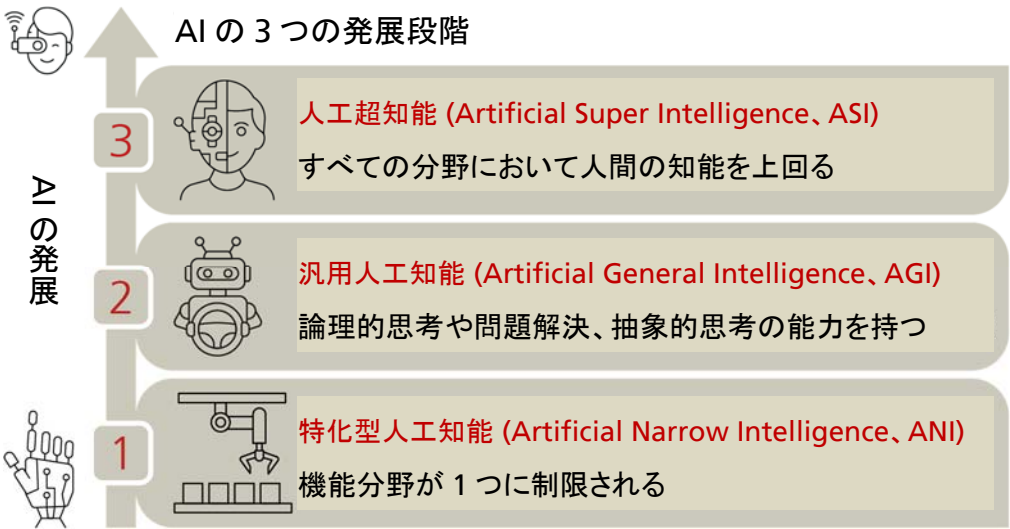 AI の 3 つの発展段階
3
人工超知能 (Artificial Super Intelligence、ASI)
すべての分野において人間の知能を上回る
AI の発展
2
汎用人工知能 (Artificial General Intelligence、AGI)
論理的思考や問題解決、抽象的思考の能力を持つ
1
特化型人工知能 (Artificial Narrow Intelligence、ANI)
機能分野が 1 つに制限される